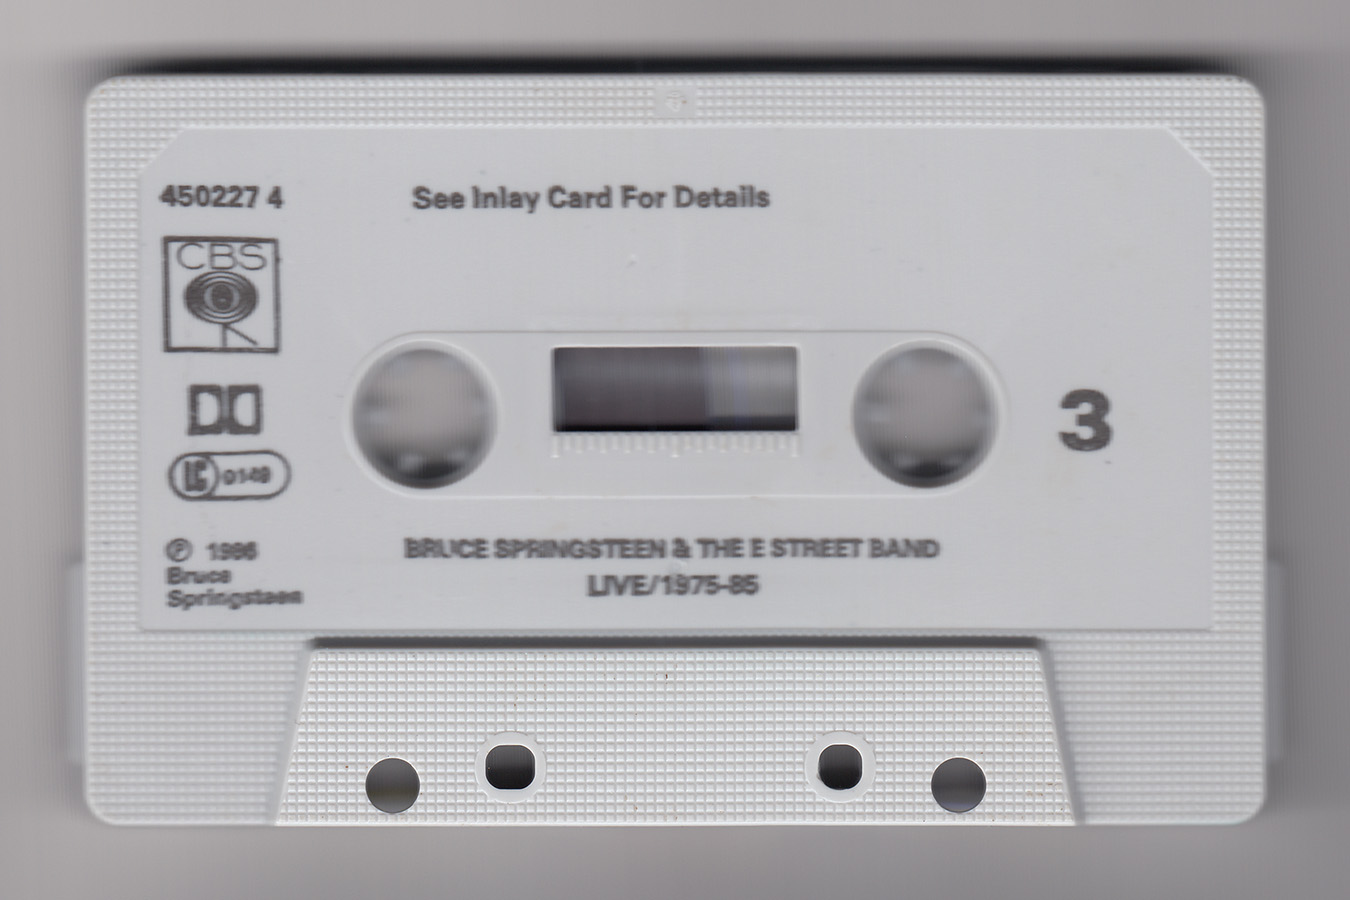 450227 4
See Inlay Card For Details
CBS
LC 0149
3
℗ 1986
Bruce
Springsteen
BRUCE SPRINGSTEEN & THE E STREET BAND
LIVE/1975-85